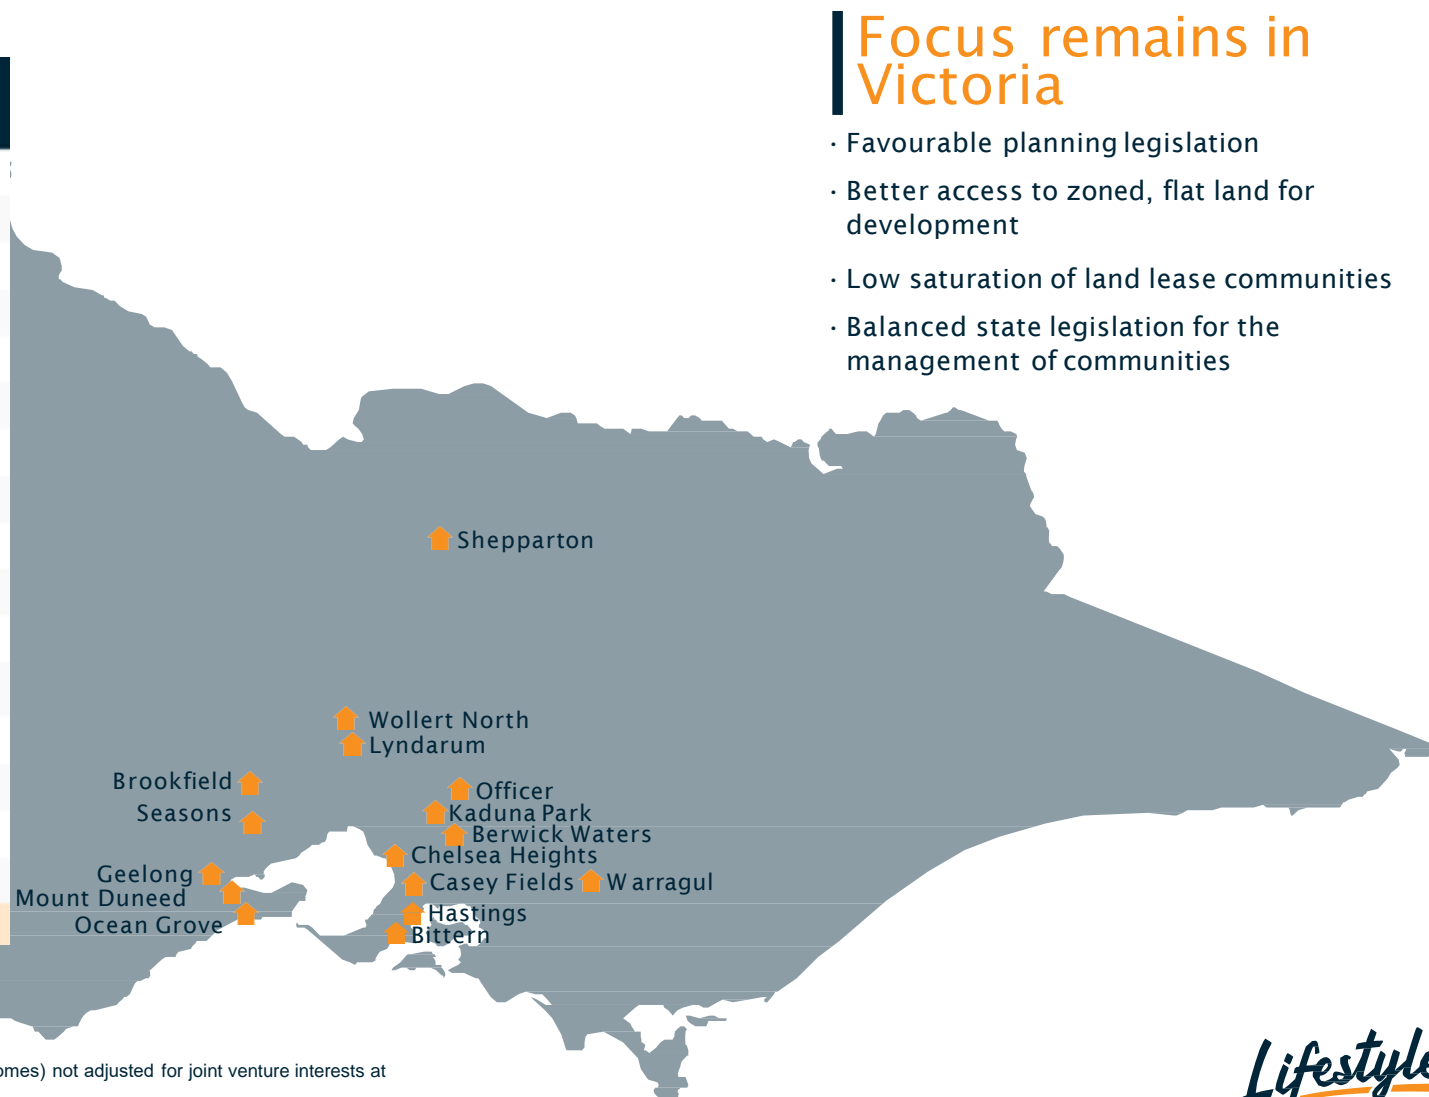 Focus remains in
Victoria
· Favourable planning legislation
· Better access to zoned, flat land for
development
· Low saturation of land lease communities
· Balanced state legislation for the
management of communities
Shepparton
Wollert North
Lyndarum
Brookfield
Officer
Seasons
Kaduna Park
Berwick Waters
Chelsea Heights
Geelong
Casey Fields
Warragul
Mount Duneed
Hastings
Ocean Grove
Bittern
omes) not adjusted for joint venture interests at
Lifestyle